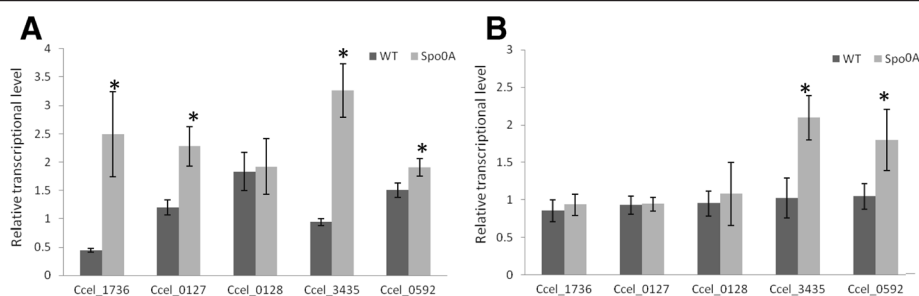 A
Relative transcriptional level
4
3.5
3
2.5
2
1.5
1
0.5
0
WT Spo0A
* * * *
Ccel_1736 Ccel_0127 Ccel_0128 Ccel_3435 Ccel_0592
B
Relative transcriptional level
3
2.5
2
1.5
1
0.5
0
WT Spo0A
* *
Ccel_1736 Ccel_0127 Ccel_0128 Ccel_3435 Ccel_0592